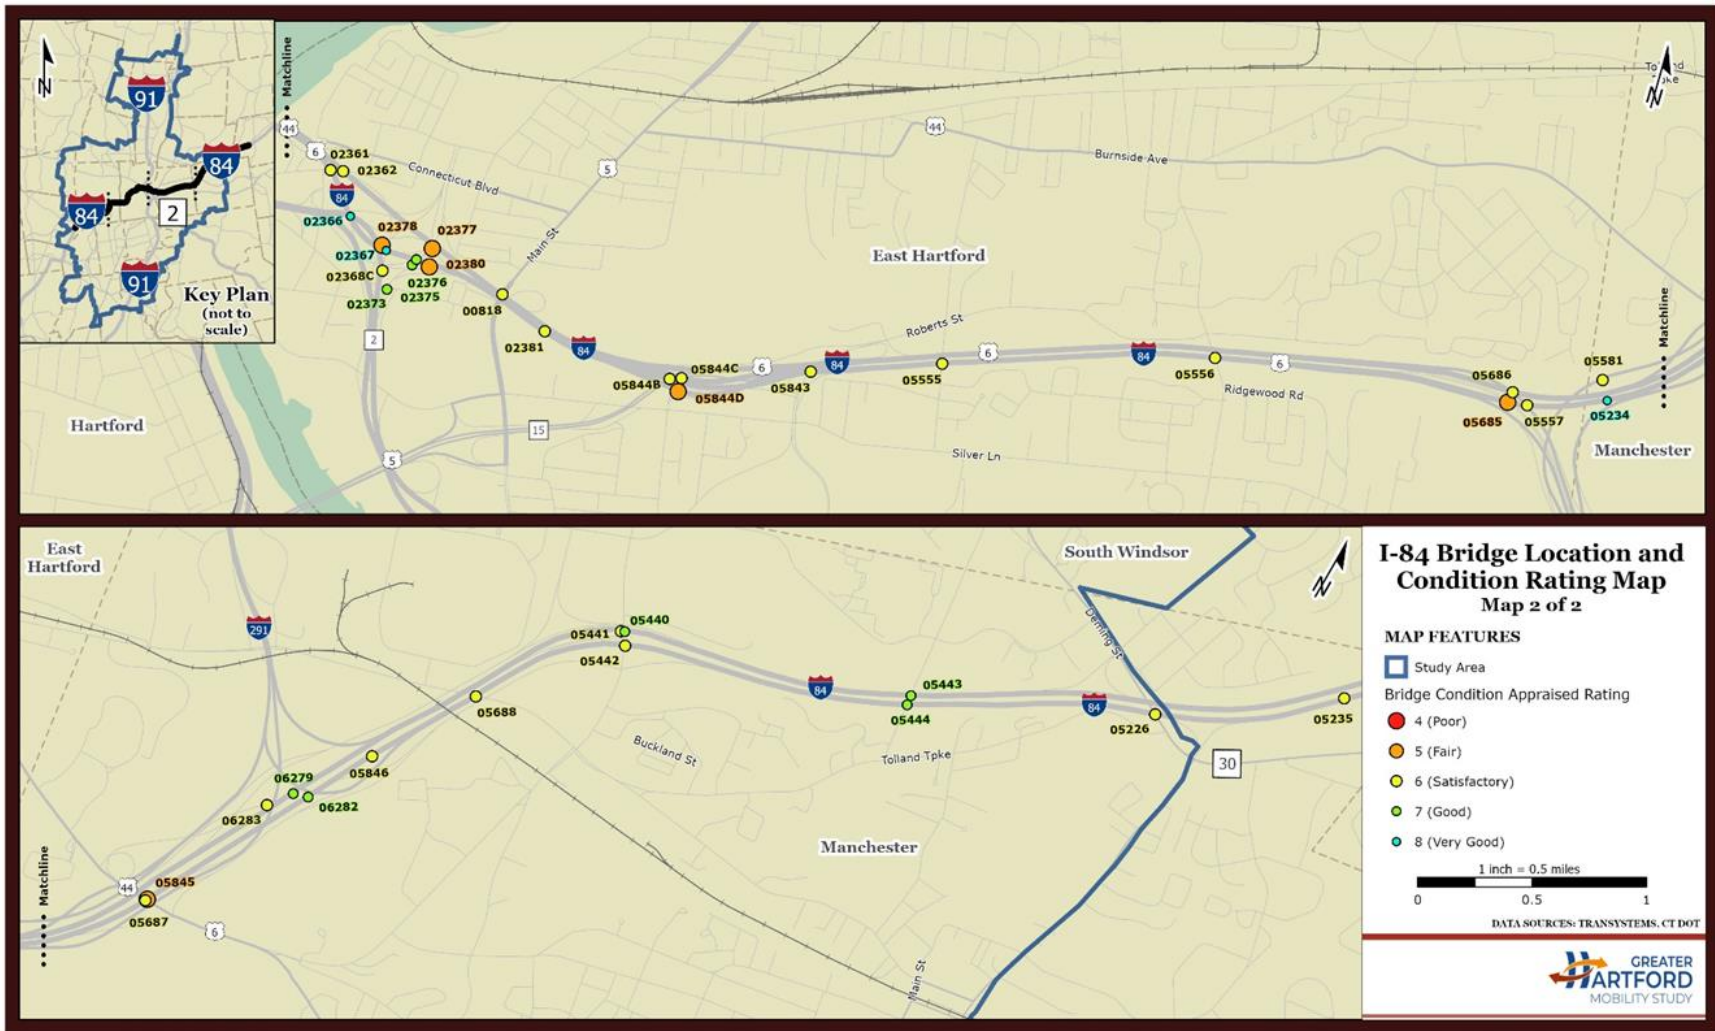 N
91
84
84
2
91
Key Plan
(not to
scale)
Matchline
44
6
02361
02362
84
Connecticut Blvd
5
44
Burnside Ave
N
02366
02378
02377
02367
02380
02368C
02376
02373
02375
Main St
00818
East Hartford
2
02381
84
Roberts St
6
84
6
84
6
05844C
05844B
05844D
05843
05555
05556
Ridgewood Rd
05686
05685
05557
05581
05234
Matchline
Hartford
15
5
Silver Ln
Manchester
East
Hartford
South Windsor
N
291
05441
05440
05442
Deming St
84
05443
05444
84
05226
05235
05688
Buckland St
Tolland Tpke
30
05846
06279
06282
06283
Manchester
Matchline
44
05845
05687
6
Main St
I-84 Bridge Location and
Condition Rating Map
Map 2 of 2
MAP FEATURES
Study Area
Bridge Condition Appraised Rating
4 (Poor)
5 (Fair)
6 (Satisfactory)
7 (Good)
8 (Very Good)
1 inch = 0.5 miles
0 0.5 1
DATA SOURCES: TRANSYSTEMS, CT DOT
GREATER
HARTFORD
MOBILITY STUDY